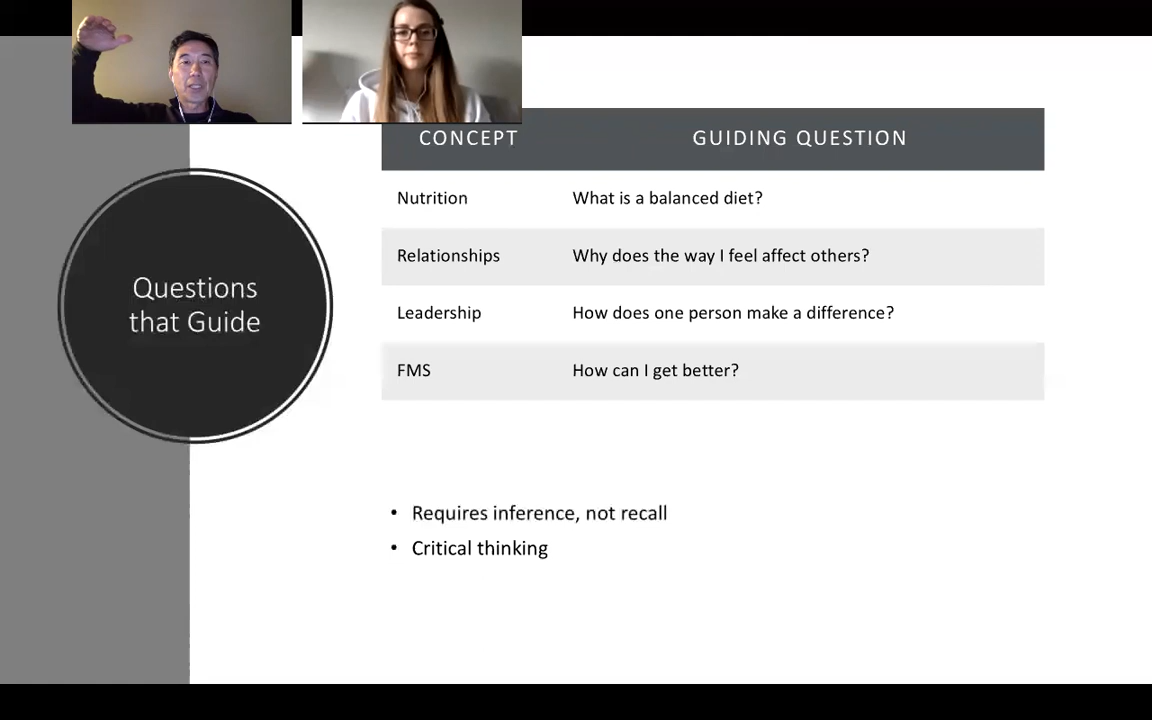 CONCEPT GUIDING QUESTION
Nutrition What is a balanced diet?
Relationships Why does the way I feel affect others?
Leadership How does one person make a difference?
FMS How can I get better?
Questions
that Guide
• Requires inference, not recall
• Critical thinking